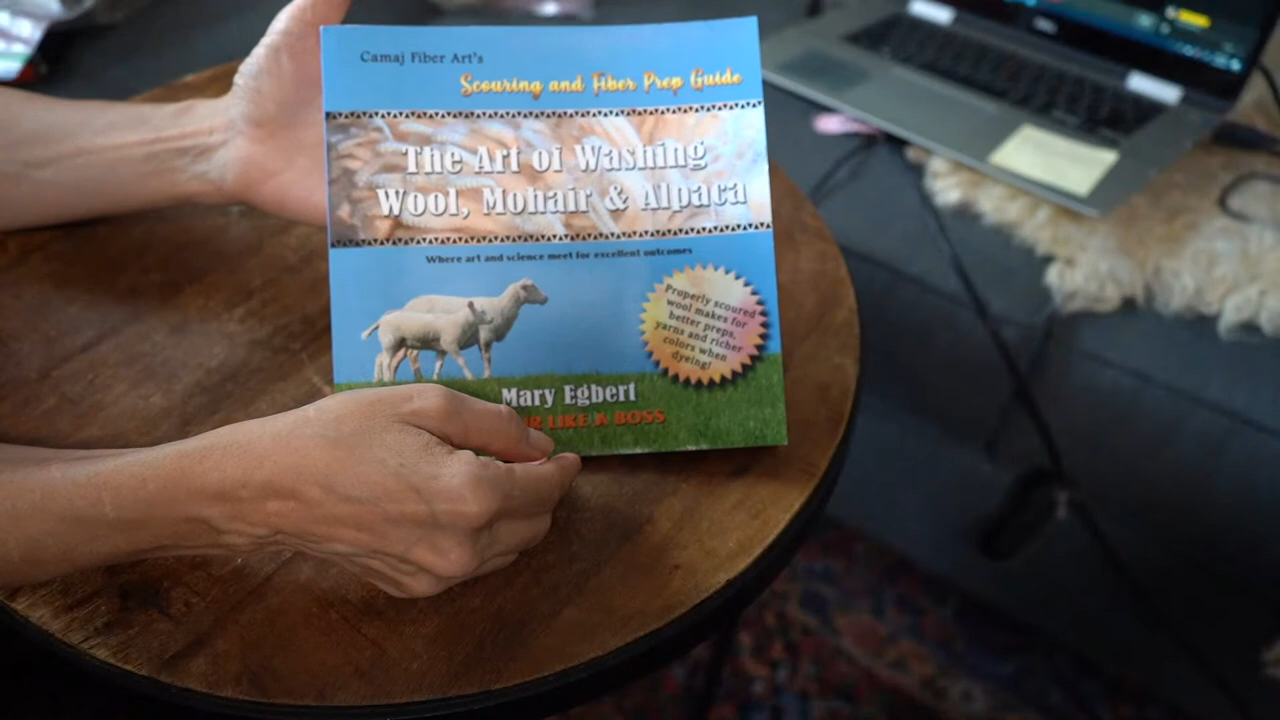 Camaj Fiber Art's
Scouring and Fiber Prep Guide
The Art of Washing
Wool, Mohair & Alpaca
Where art and science meet for excellent outcomes
Properly scoured
wool makes for
better preps,
yarns and richer
colors when
dyeing!
Mary Egbert
LIKE A BOSS